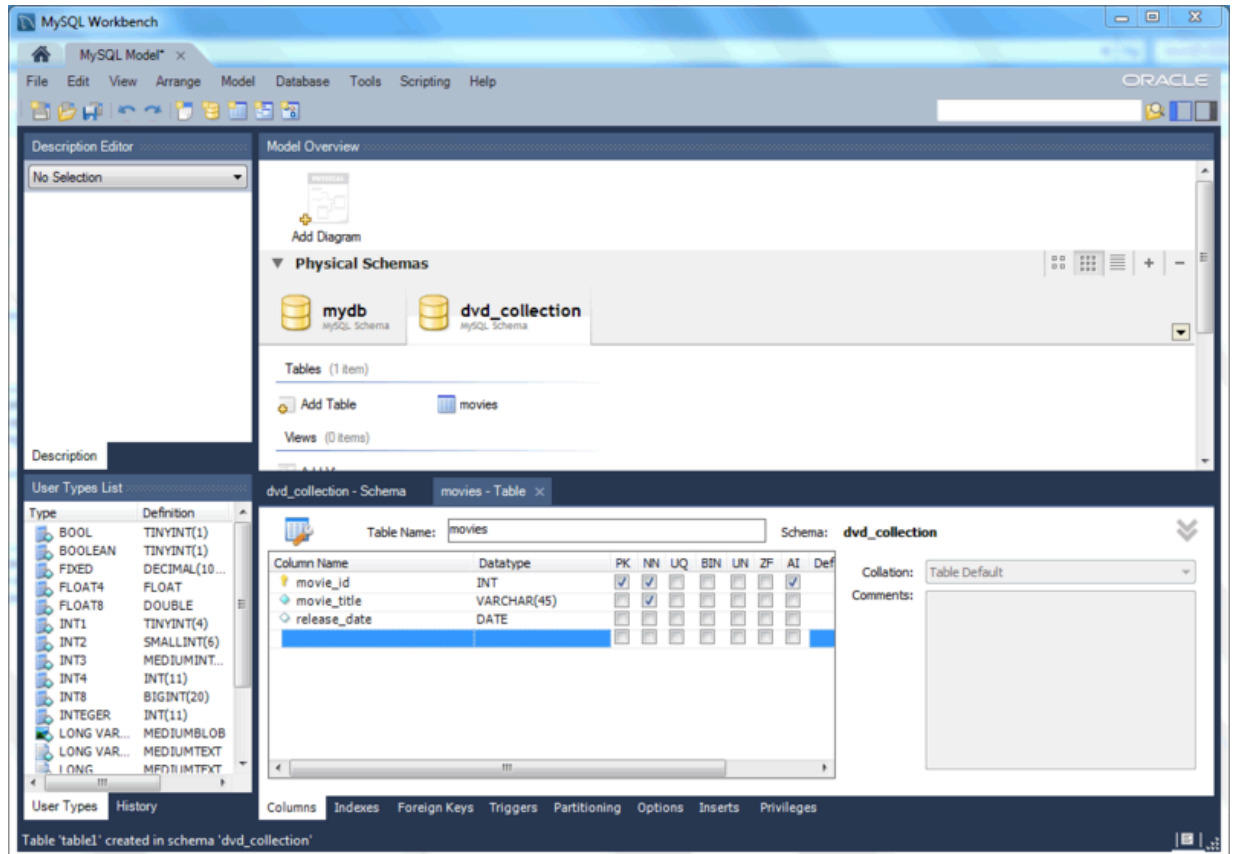 MySQL Workbench
MySQL Model* ×
File Edit View Arrange Model Database Tools Scripting Help
ORACLE
Description Editor
No Selection
Description
Model Overview
PHYSICAL
Add Diagram
Physical Schemas
mydb
MySQL Schema
dvd_collection
MySQL Schema
Tables (1 item)
Add Table
movies
Views (0 items)
User Types List
Type Definition
BOOL TINYINT(1)
BOOLEAN TINYINT(1)
FIXED DECIMAL(10...
FLOAT4 FLOAT
FLOAT8 DOUBLE
INT1 TINYINT(4)
INT2 SMALLINT(6)
INT3 MEDIUMINT...
INT4 INT(11)
INT8 BIGINT(20)
INTEGER INT(11)
LONG VAR... MEDIUMBLOB
LONG VAR... MEDIUMTEXT
LONG MEDIUMTEXT
User Types History
dvd_collection - Schema movies - Table ×
Table Name: movies Schema: dvd_collection
Column Name Datatype PK NN UQ BIN UN ZF AI Def
movie_id INT
movie_title VARCHAR(45)
release_date DATE
Collation: Table Default
Comments:
Columns Indexes Foreign Keys Triggers Partitioning Options Inserts Privileges
Table 'table1' created in schema 'dvd_collection'